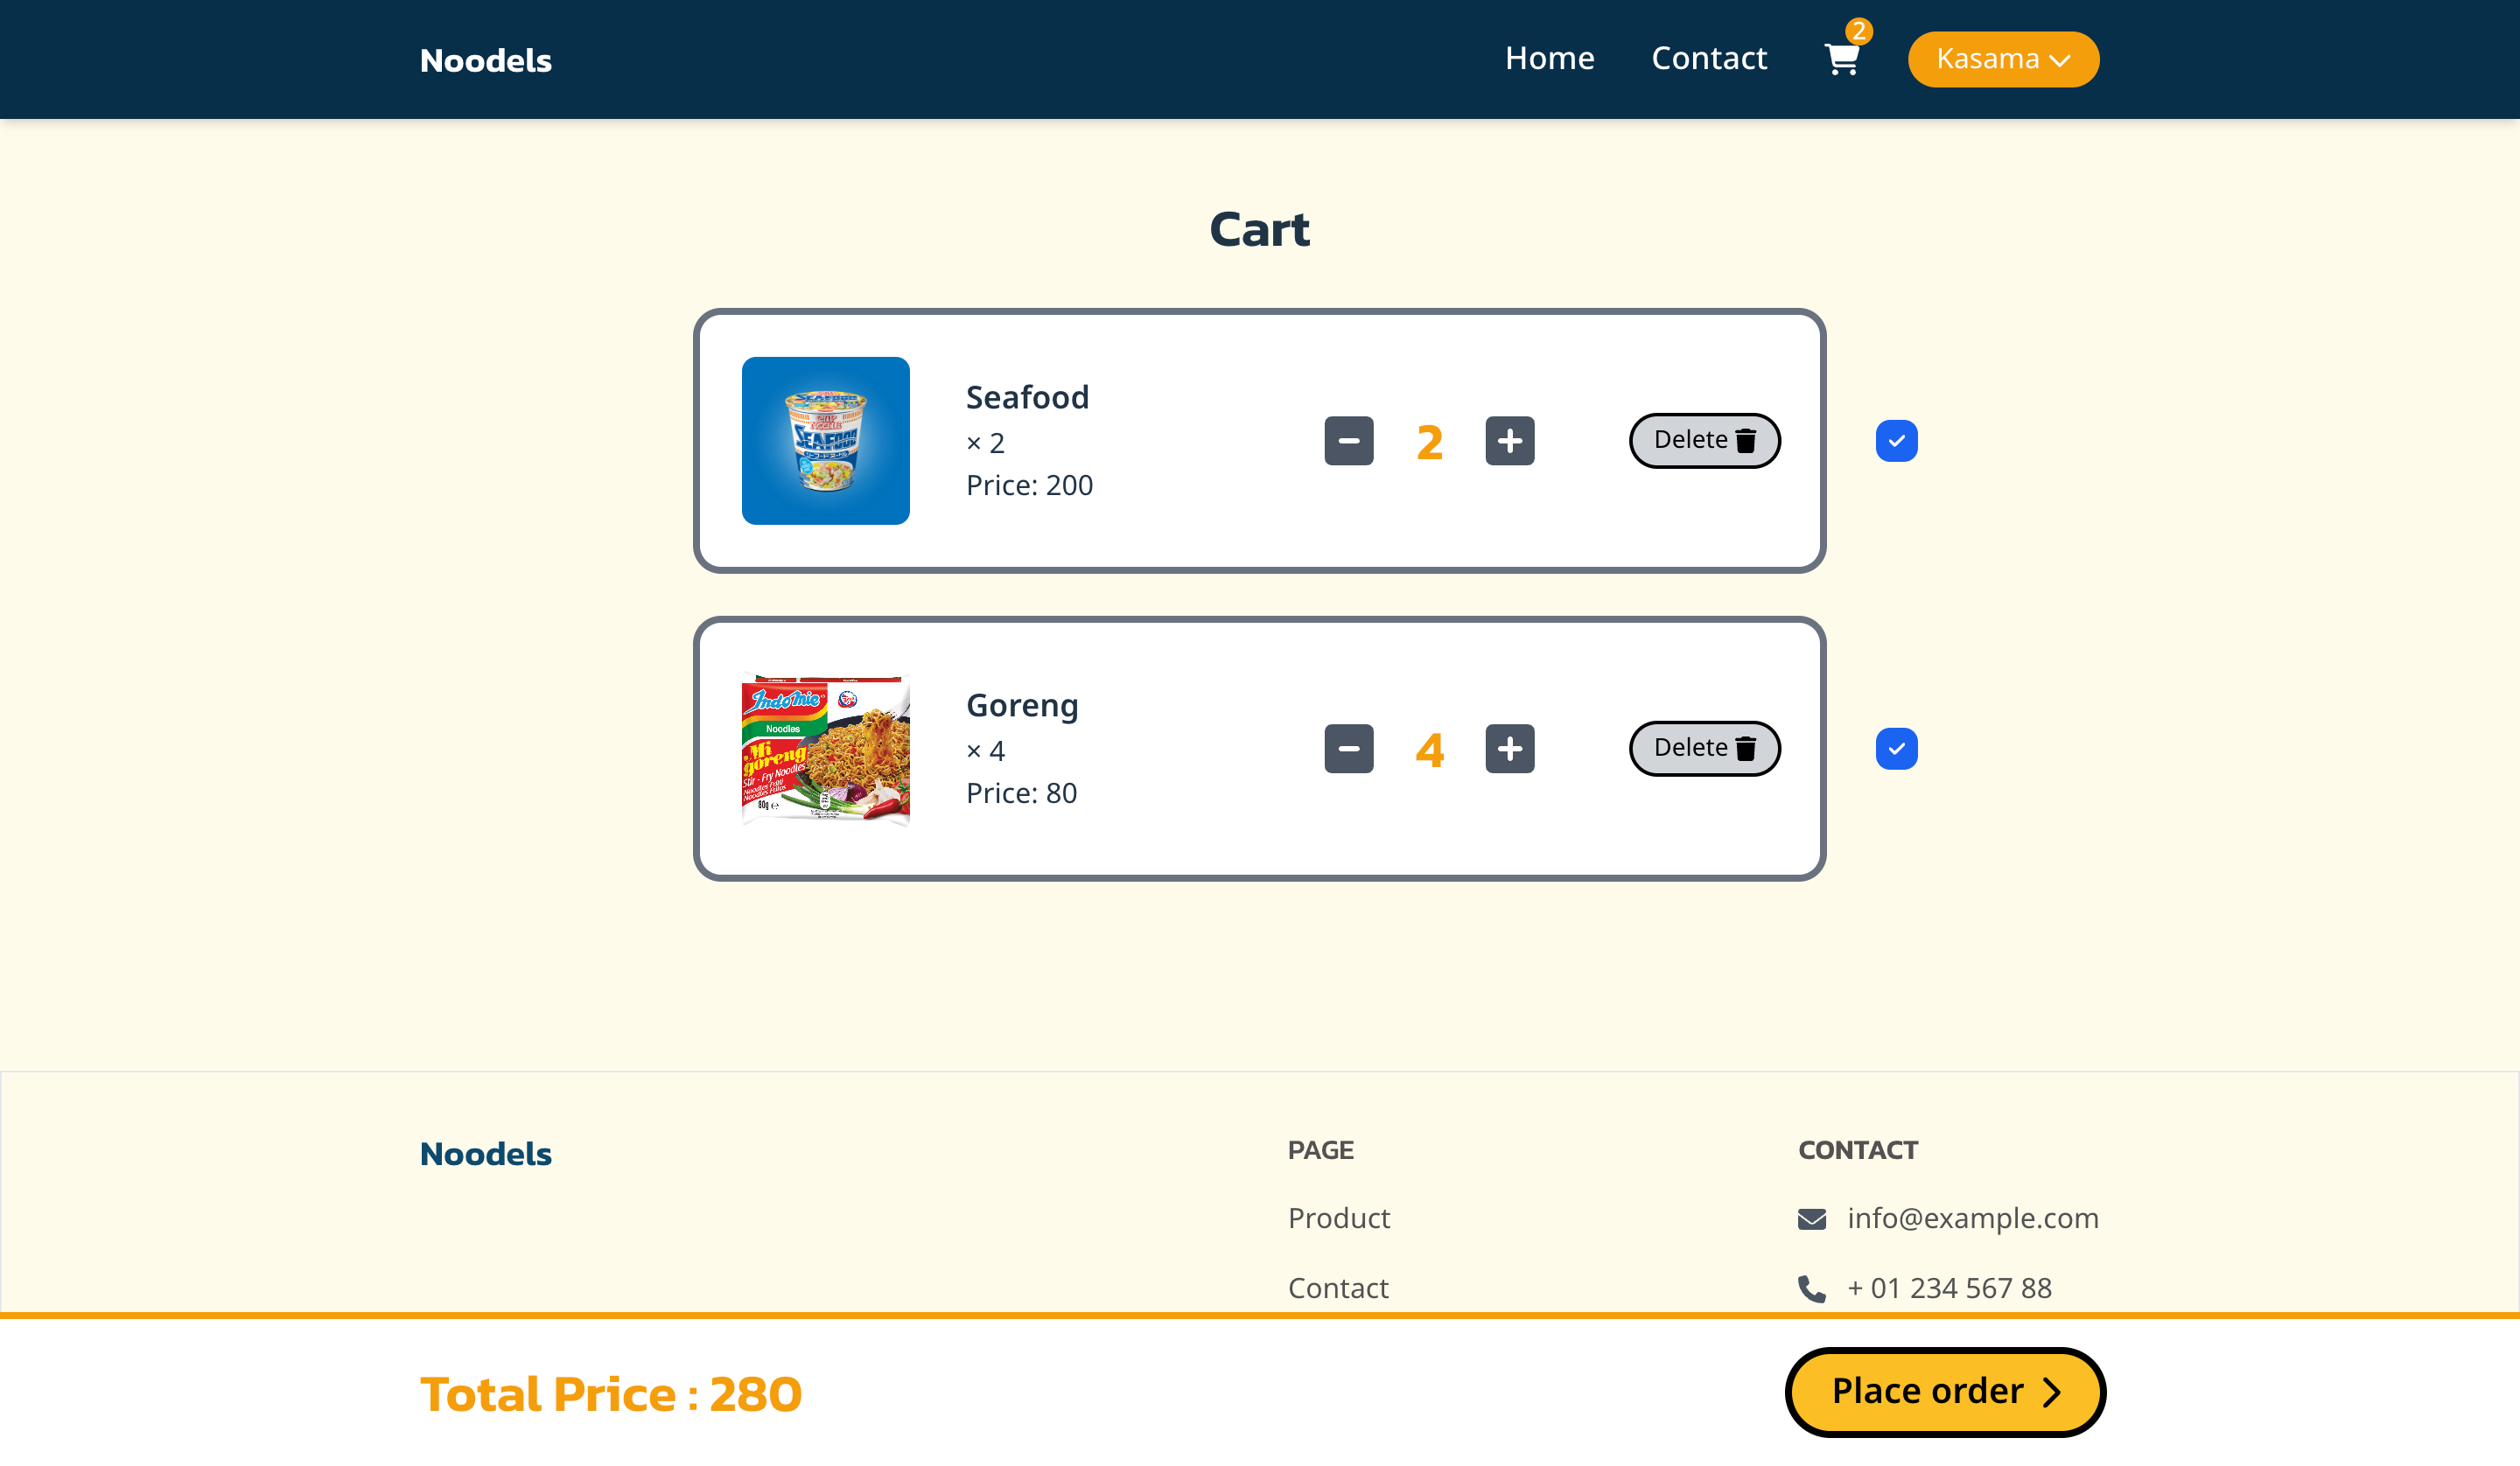 Noodels
Home
Contact
2
Kasama
Cart
SEAFOOD
CUP NOODLES
SEAFOOD
Seafood
× 2
Price: 200
2
Delete
Indomie
Noodles
Mi
goreng
Stir - Fry Noodles
80g
Goreng
× 4
Price: 80
4
Delete
Noodels
PAGE
Product
Contact
CONTACT
info@example.com
+ 01 234 567 88
Total Price : 280
Place order